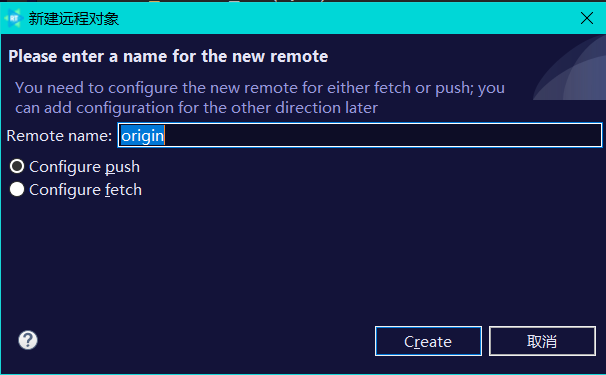 新建远程对象
Please enter a name for the new remote
You need to configure the new remote for either fetch or push; you
can add configuration for the other direction later
Remote name: origin
Configure push
Configure fetch
Create
取消